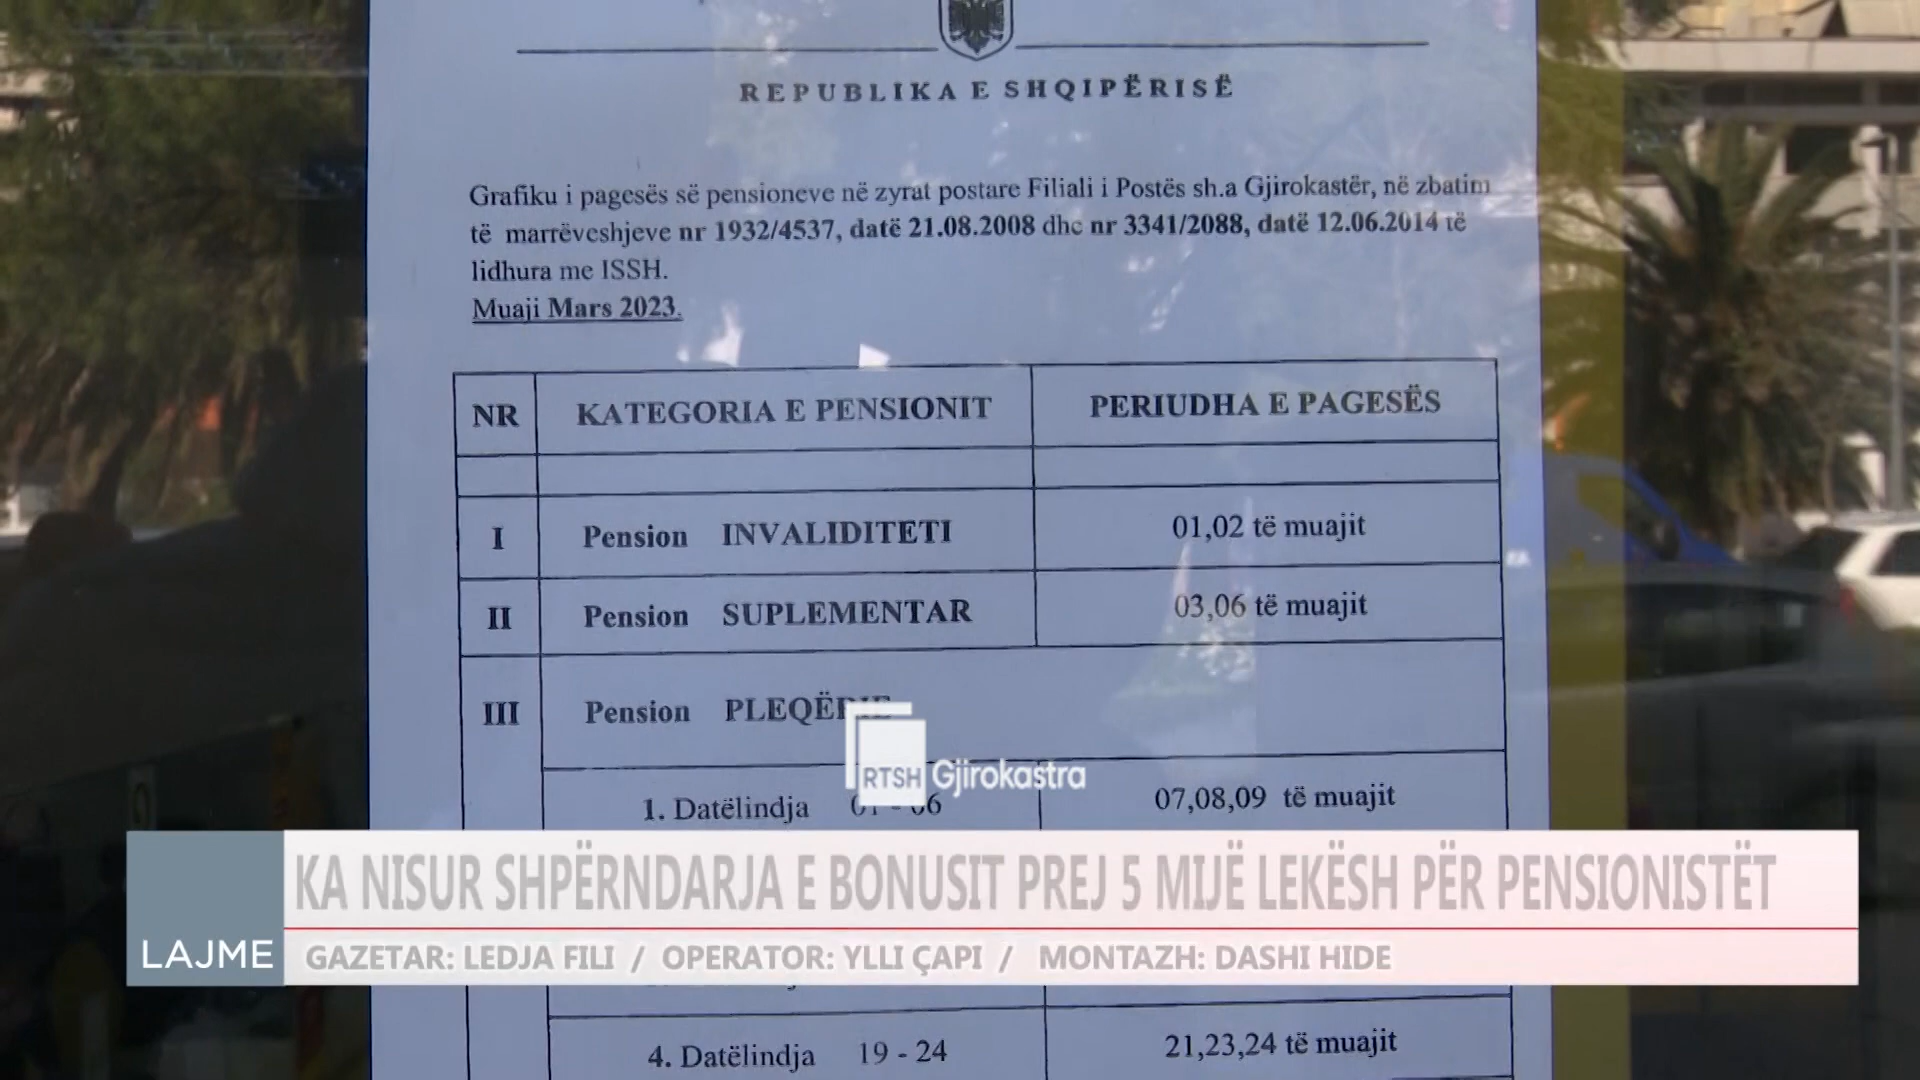 REPUBLIKA E SHQIPËRISË
Grafiku i pagesës së pensioneve në zyrat postare Filiali i Postës sh.a Gjirokastër, në zbatim
të marrëveshjeve nr 1932/4537, datë 21.08.2008 dhe nr 3341/2088, datë 12.06.2014 të
lidhura me ISSH.
Muaji Mars 2023.
NR KATEGORIA E PENSIONIT PERIUDHA E PAGESËS
I Pension INVALIDITETI 01,02 të muajit
II Pension SUPLEMENTAR 03,06 të muajit
III Pension PLEQËRIE
RTSH Gjirokastra
1. Datëlindja 01 - 06 07,08,09 të muajit
KA NISUR SHPËRNDARJA E BONUSIT PREJ 5 MIJË LEKËSH PËR PENSIONISTËT
LAJME GAZETAR: LEDJA FILI / OPERATOR: YLLI ÇAPI / MONTAZH: DASHI HIDE
4. Datëlindja 19 - 24 21,23,24 të muajit